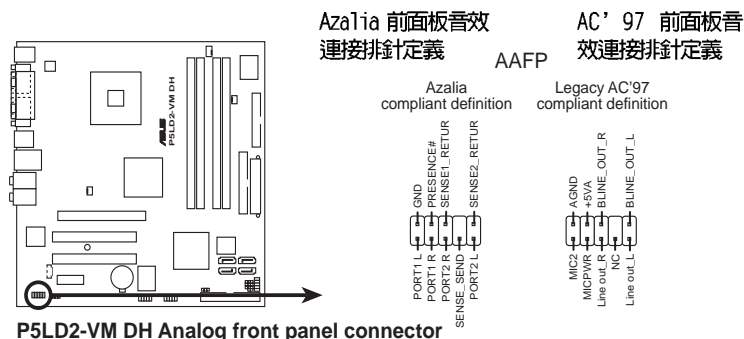 Azalia 前面板音效
連接排針定義
AC’97 前面板音
效連接排針定義
AAFP
Azalia
compliant definition
Legacy AC'97
compliant definition
GND
PRESENCE#
SENSE1_RETUR
SENSE2_RETUR
PORT1 L
PORT1 R
PORT2 R
SENSE_SEND
PORT2 L
AGND
+5VA
BLINE_OUT_R
BLINE_OUT_L
MIC2
MICPWR
Line out_R
NC
Line out_L
ASUS
P5LD2-VM DH
P5LD2-VM DH Analog front panel connector